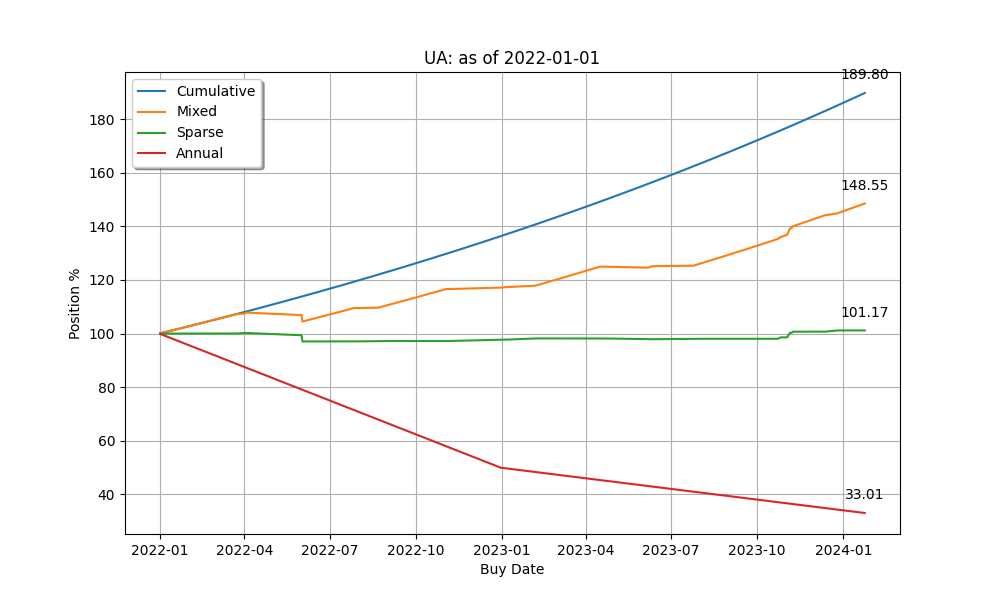 UA: as of 2022-01-01
189.80
Cumulative
Mixed
Sparse
Annual
180
160
148.55
140
120
101.17
100
80
60
40
33.01
Position %
2022-01 2022-04 2022-07 2022-10 2023-01 2023-04 2023-07 2023-10 2024-01
Buy Date